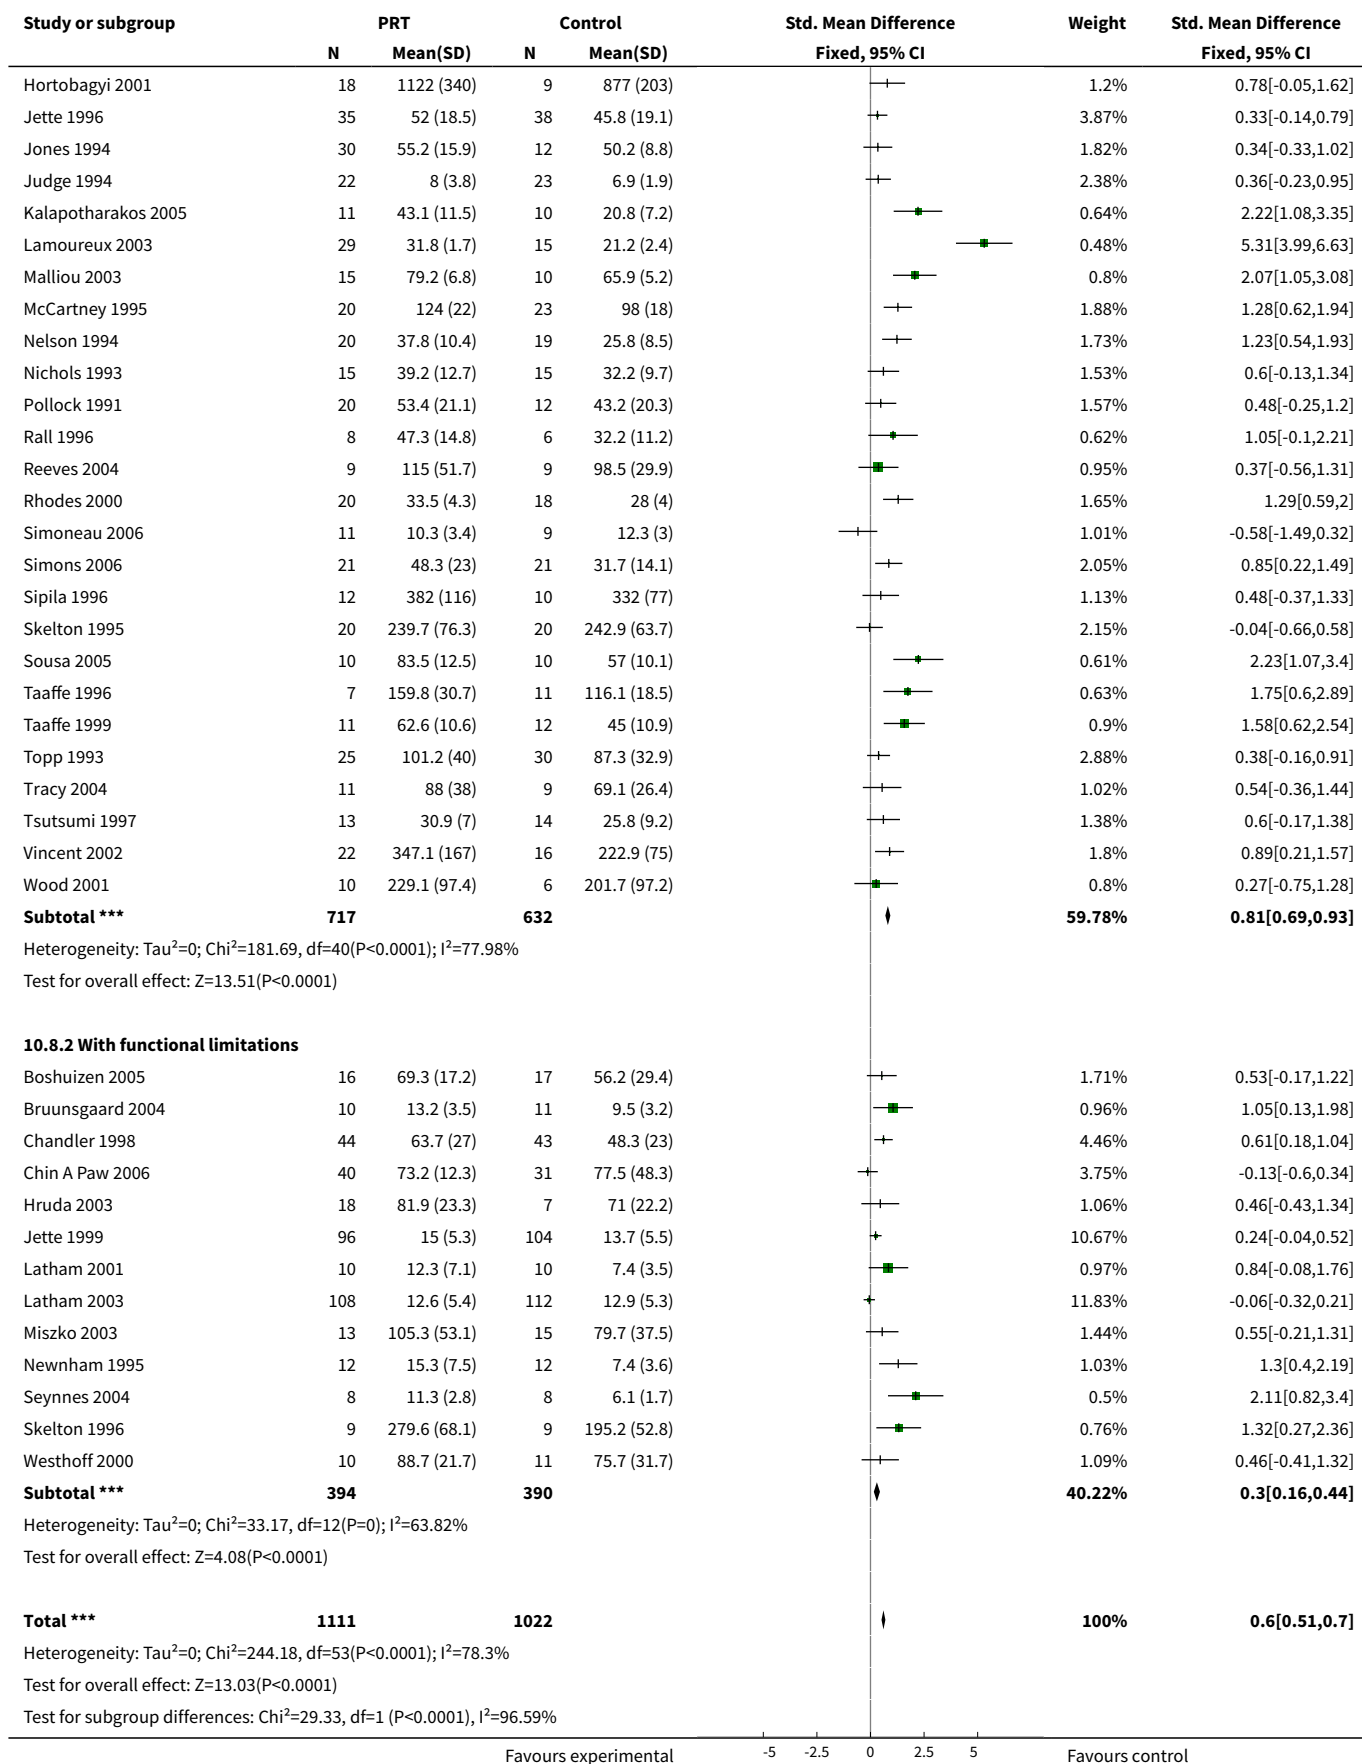 Study or subgroup PRT Control Std. Mean Difference Weight Std. Mean Difference
N Mean(SD) N Mean(SD) Fixed, 95% CI Fixed, 95% CI
Hortobagyi 2001 18 1122 (340) 9 877 (203) 1.2% 0.78[-0.05,1.62]
Jette 1996 35 52 (18.5) 38 45.8 (19.1) 3.87% 0.33[-0.14,0.79]
Jones 1994 30 55.2 (15.9) 12 50.2 (8.8) 1.82% 0.34[-0.33,1.02]
Judge 1994 22 8 (3.8) 23 6.9 (1.9) 2.38% 0.36[-0.23,0.95]
Kalapotharakos 2005 11 43.1 (11.5) 10 20.8 (7.2) 0.64% 2.22[1.08,3.35]
Lamoureux 2003 29 31.8 (1.7) 15 21.2 (2.4) 0.48% 5.31[3.99,6.63]
Malliou 2003 15 79.2 (6.8) 10 65.9 (5.2) 0.8% 2.07[1.05,3.08]
McCartney 1995 20 124 (22) 23 98 (18) 1.88% 1.28[0.62,1.94]
Nelson 1994 20 37.8 (10.4) 19 25.8 (8.5) 1.73% 1.23[0.54,1.93]
Nichols 1993 15 39.2 (12.7) 15 32.2 (9.7) 1.53% 0.6[-0.13,1.34]
Pollock 1991 20 53.4 (21.1) 12 43.2 (20.3) 1.57% 0.48[-0.25,1.2]
Rall 1996 8 47.3 (14.8) 6 32.2 (11.2) 0.62% 1.05[-0.1,2.21]
Reeves 2004 9 115 (51.7) 9 98.5 (29.9) 0.95% 0.37[-0.56,1.31]
Rhodes 2000 20 33.5 (4.3) 18 28 (4) 1.65% 1.29[0.59,2]
Simoneau 2006 11 10.3 (3.4) 9 12.3 (3) 1.01% -0.58[-1.49,0.32]
Simons 2006 21 48.3 (23) 21 31.7 (14.1) 2.05% 0.85[0.22,1.49]
Sipila 1996 12 382 (116) 10 332 (77) 1.13% 0.48[-0.37,1.33]
Skelton 1995 20 239.7 (76.3) 20 242.9 (63.7) 2.15% -0.04[-0.66,0.58]
Sousa 2005 10 83.5 (12.5) 10 57 (10.1) 0.61% 2.23[1.07,3.4]
Taaffe 1996 7 159.8 (30.7) 11 116.1 (18.5) 0.63% 1.75[0.6,2.89]
Taaffe 1999 11 62.6 (10.6) 12 45 (10.9) 0.9% 1.58[0.62,2.54]
Topp 1993 25 101.2 (40) 30 87.3 (32.9) 2.88% 0.38[-0.16,0.91]
Tracy 2004 11 88 (38) 9 69.1 (26.4) 1.02% 0.54[-0.36,1.44]
Tsutsumi 1997 13 30.9 (7) 14 25.8 (9.2) 1.38% 0.6[-0.17,1.38]
Vincent 2002 22 347.1 (167) 16 222.9 (75) 1.8% 0.89[0.21,1.57]
Wood 2001 10 229.1 (97.4) 6 201.7 (97.2) 0.8% 0.27[-0.75,1.28]
Subtotal *** 717 632 59.78% 0.81[0.69,0.93]
Heterogeneity: Tau²=0; Chi²=181.69, df=40(P<0.0001); I²=77.98%
Test for overall effect: Z=13.51(P<0.0001)
10.8.2 With functional limitations
Boshuizen 2005 16 69.3 (17.2) 17 56.2 (29.4) 1.71% 0.53[-0.17,1.22]
Bruunsgaard 2004 10 13.2 (3.5) 11 9.5 (3.2) 0.96% 1.05[0.13,1.98]
Chandler 1998 44 63.7 (27) 43 48.3 (23) 4.46% 0.61[0.18,1.04]
Chin A Paw 2006 40 73.2 (12.3) 31 77.5 (48.3) 3.75% -0.13[-0.6,0.34]
Hruda 2003 18 81.9 (23.3) 7 71 (22.2) 1.06% 0.46[-0.43,1.34]
Jette 1999 96 15 (5.3) 104 13.7 (5.5) 10.67% 0.24[-0.04,0.52]
Latham 2001 10 12.3 (7.1) 10 7.4 (3.5) 0.97% 0.84[-0.08,1.76]
Latham 2003 108 12.6 (5.4) 112 12.9 (5.3) 11.83% -0.06[-0.32,0.21]
Miszko 2003 13 105.3 (53.1) 15 79.7 (37.5) 1.44% 0.55[-0.21,1.31]
Newnham 1995 12 15.3 (7.5) 12 7.4 (3.6) 1.03% 1.3[0.4,2.19]
Seynnes 2004 8 11.3 (2.8) 8 6.1 (1.7) 0.5% 2.11[0.82,3.4]
Skelton 1996 9 279.6 (68.1) 9 195.2 (52.8) 0.76% 1.32[0.27,2.36]
Westhoff 2000 10 88.7 (21.7) 11 75.7 (31.7) 1.09% 0.46[-0.41,1.32]
Subtotal *** 394 390 40.22% 0.3[0.16,0.44]
Heterogeneity: Tau²=0; Chi²=33.17, df=12(P=0); I²=63.82%
Test for overall effect: Z=4.08(P<0.0001)
Total *** 1111 1022 100% 0.6[0.51,0.7]
Heterogeneity: Tau²=0; Chi²=244.18, df=53(P<0.0001); I²=78.3%
Test for overall effect: Z=13.03(P<0.0001)
Test for subgroup differences: Chi²=29.33, df=1 (P<0.0001), I²=96.59%
Favours experimental -5 -2.5 0 2.5 5 Favours control